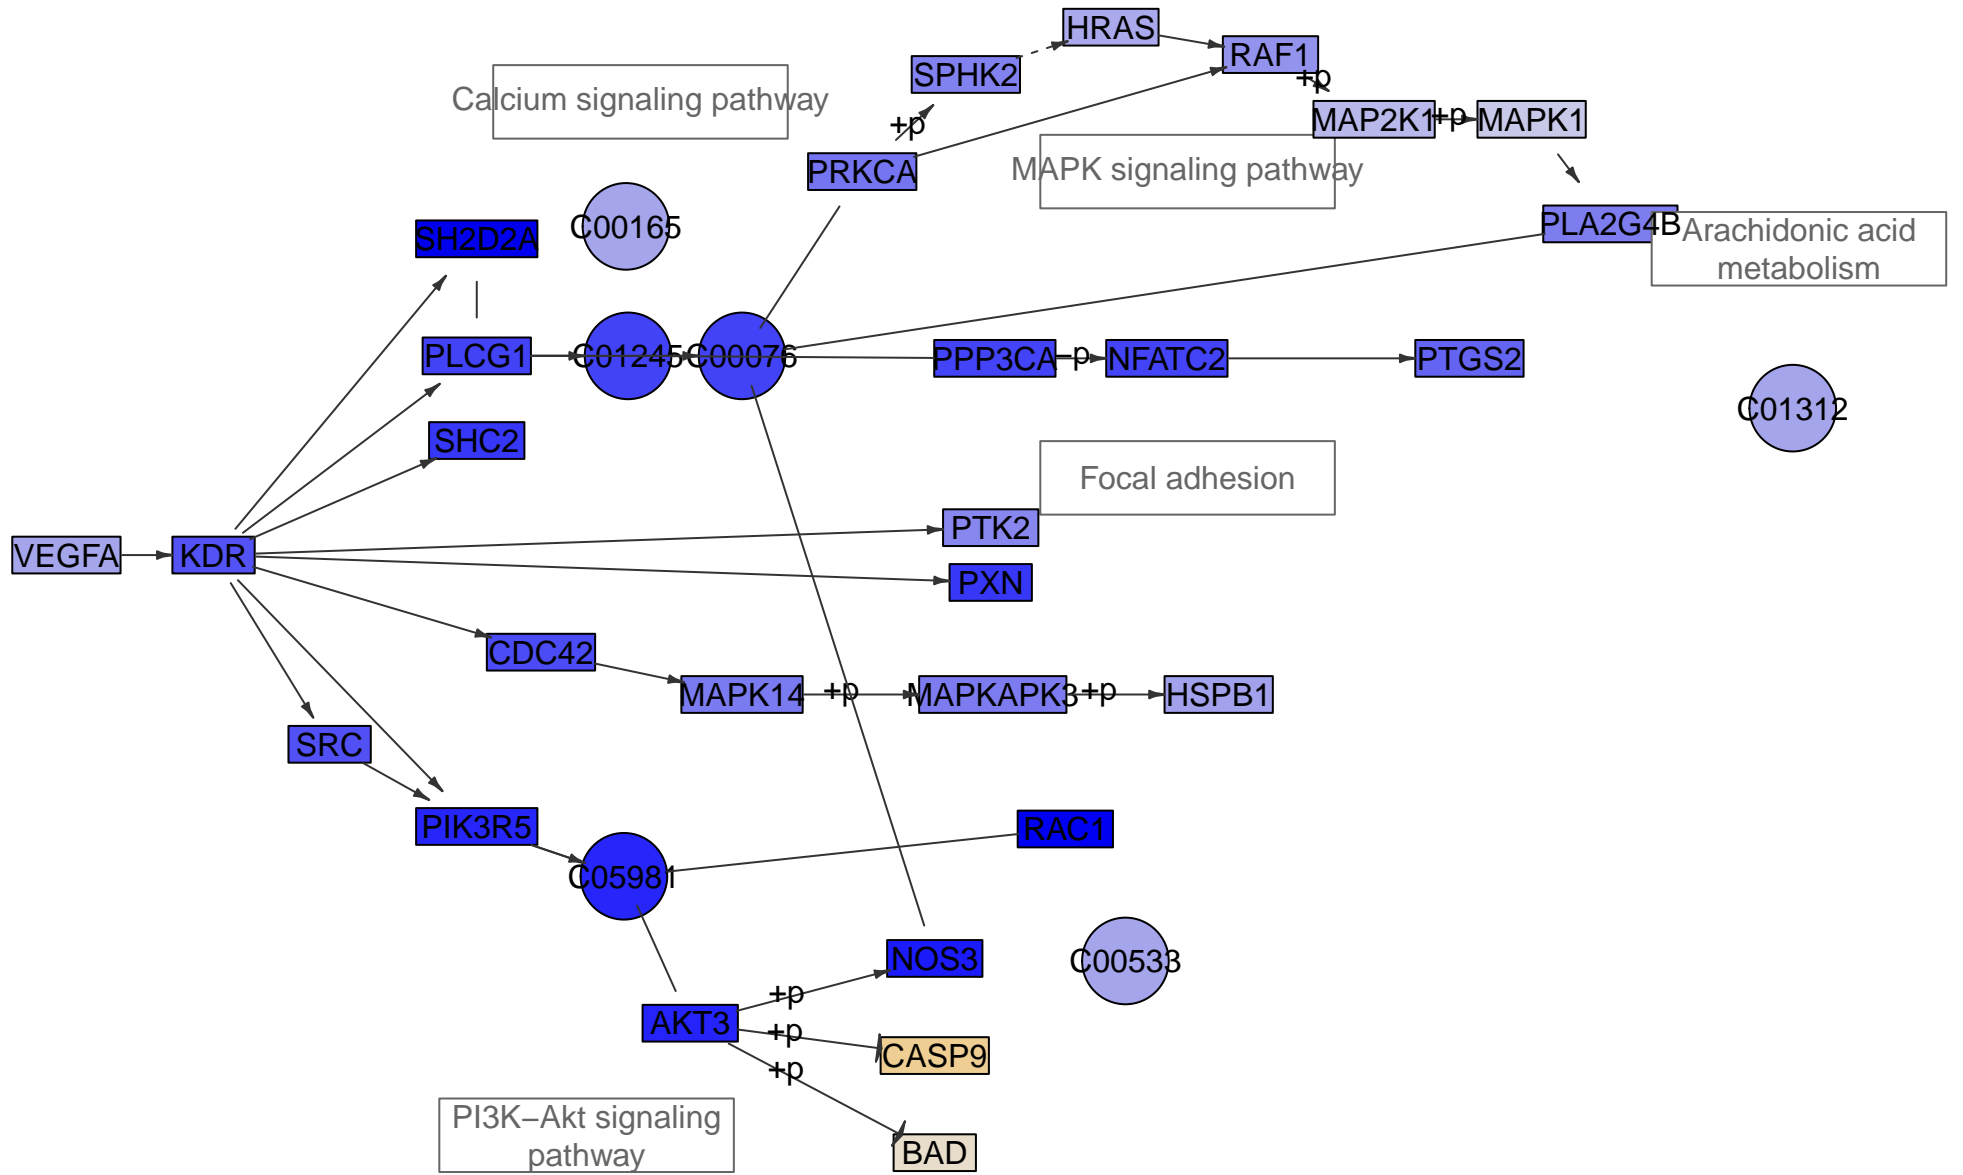 HRAS
RAF1
+p
SPHK2
Calcium signaling pathway
+p
MAP2K1
+p
MAPK1
PRKCA
MAPK signaling pathway
C00165
SH2D2A
PLA2G4B
Arachidonic acid
metabolism
PLCG1
C01245
C00076
PPP3CA
–p
NFATC2
PTGS2
C01312
SHC2
Focal adhesion
PTK2
VEGFA
KDR
PXN
CDC42
MAPK14
+p
MAPKAPK3
+p
HSPB1
SRC
PIK3R5
RAC1
C05981
NOS3
C00533
+p
AKT3
+p
CASP9
+p
PI3K–Akt signaling
pathway
BAD